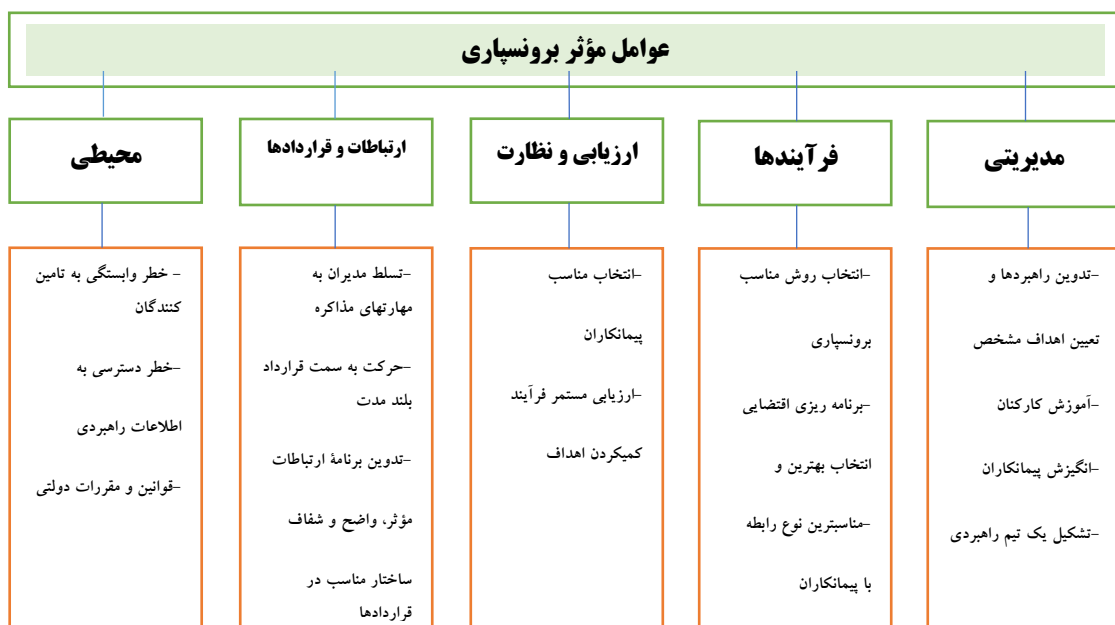 عوامل مؤثر برونسپاری
مدیریتی
فرآیندها
ارزیابی و نظارت
ارتباطات و قراردادها
محیطی
-تدوین راهبردها و
تعیین اهداف مشخص
-آموزش کارکنان
-انگیزش پیمانکاران
-تشکیل یک تیم راهبردی
-انتخاب روش مناسب
برونسپاری
-برنامه ریزی اقتضایی
انتخاب بهترین و
-مناسبترین نوع رابطه
با پیمانکاران
-انتخاب مناسب
پیمانکاران
-ارزیابی مستمر فرآیند
کمیکردن اهداف
-تسلط مدیران به
مهارتهای مذاکره
-حرکت به سمت قرارداد
بلند مدت
-تدوین برنامۀ ارتباطات
مؤثر، واضح و شفاف
ساختار مناسب در
قراردادها
- خطر وابستگی به تامین
کنندگان
-خطر دسترسی به
اطلاعات راهبردی
-قوانین و مقررات دولتی